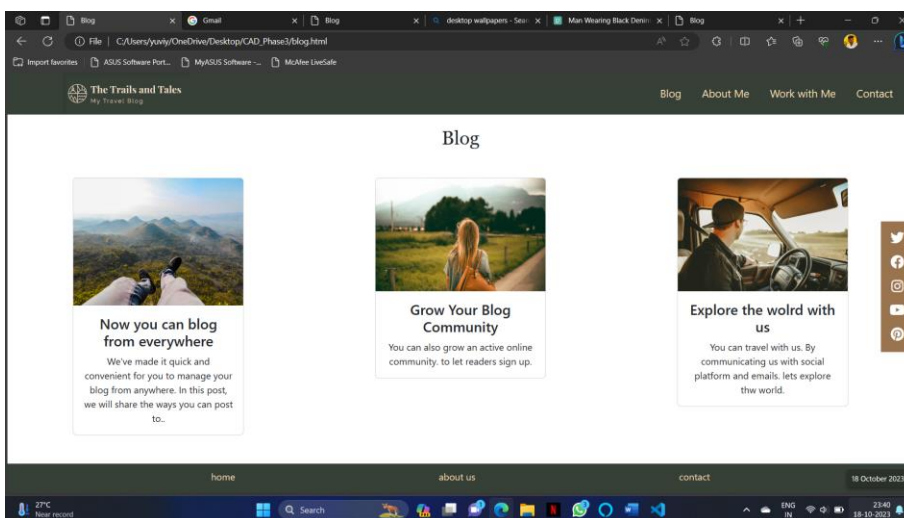 Blog
Gmail
Blog
desktop wallpapers - Sear
Man Wearing Black Denim
Blog
File | C:/Users/yuviy/OneDrive/Desktop/CAD_Phase3/blog.html
Import favorites
ASUS Software Port...
MyASUS Software -...
McAfee LiveSafe
The Trails and Tales
My Travel Blog
Blog About Me Work with Me Contact
Blog
Now you can blog
from everywhere
We've made it quick and
convenient for you to manage your
blog from anywhere. In this post,
we will share the ways you can post
to..
Grow Your Blog
Community
You can also grow an active online
community. to let readers sign up.
Explore the wolrd with
us
You can travel with us. By
communicating us with social
platform and emails. lets explore
thw world.
home about us contact
18 October 2023
27°C
Near record
Search
ENG
IN
23:40
18-10-2023